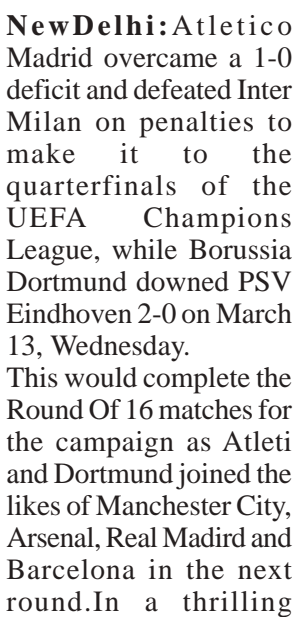 NewDelhi:Atletico
Madrid overcame a 1-0
deficit and defeated Inter
Milan on penalties to
make it to the
quarterfinals of the
UEFA Champions
League, while Borussia
Dortmund downed PSV
Eindhoven 2-0 on March
13, Wednesday.
This would complete the
Round Of 16 matches for
the campaign as Atleti
and Dortmund joined the
likes of Manchester City,
Arsenal, Real Madird and
Barcelona in the next
round.In a thrilling